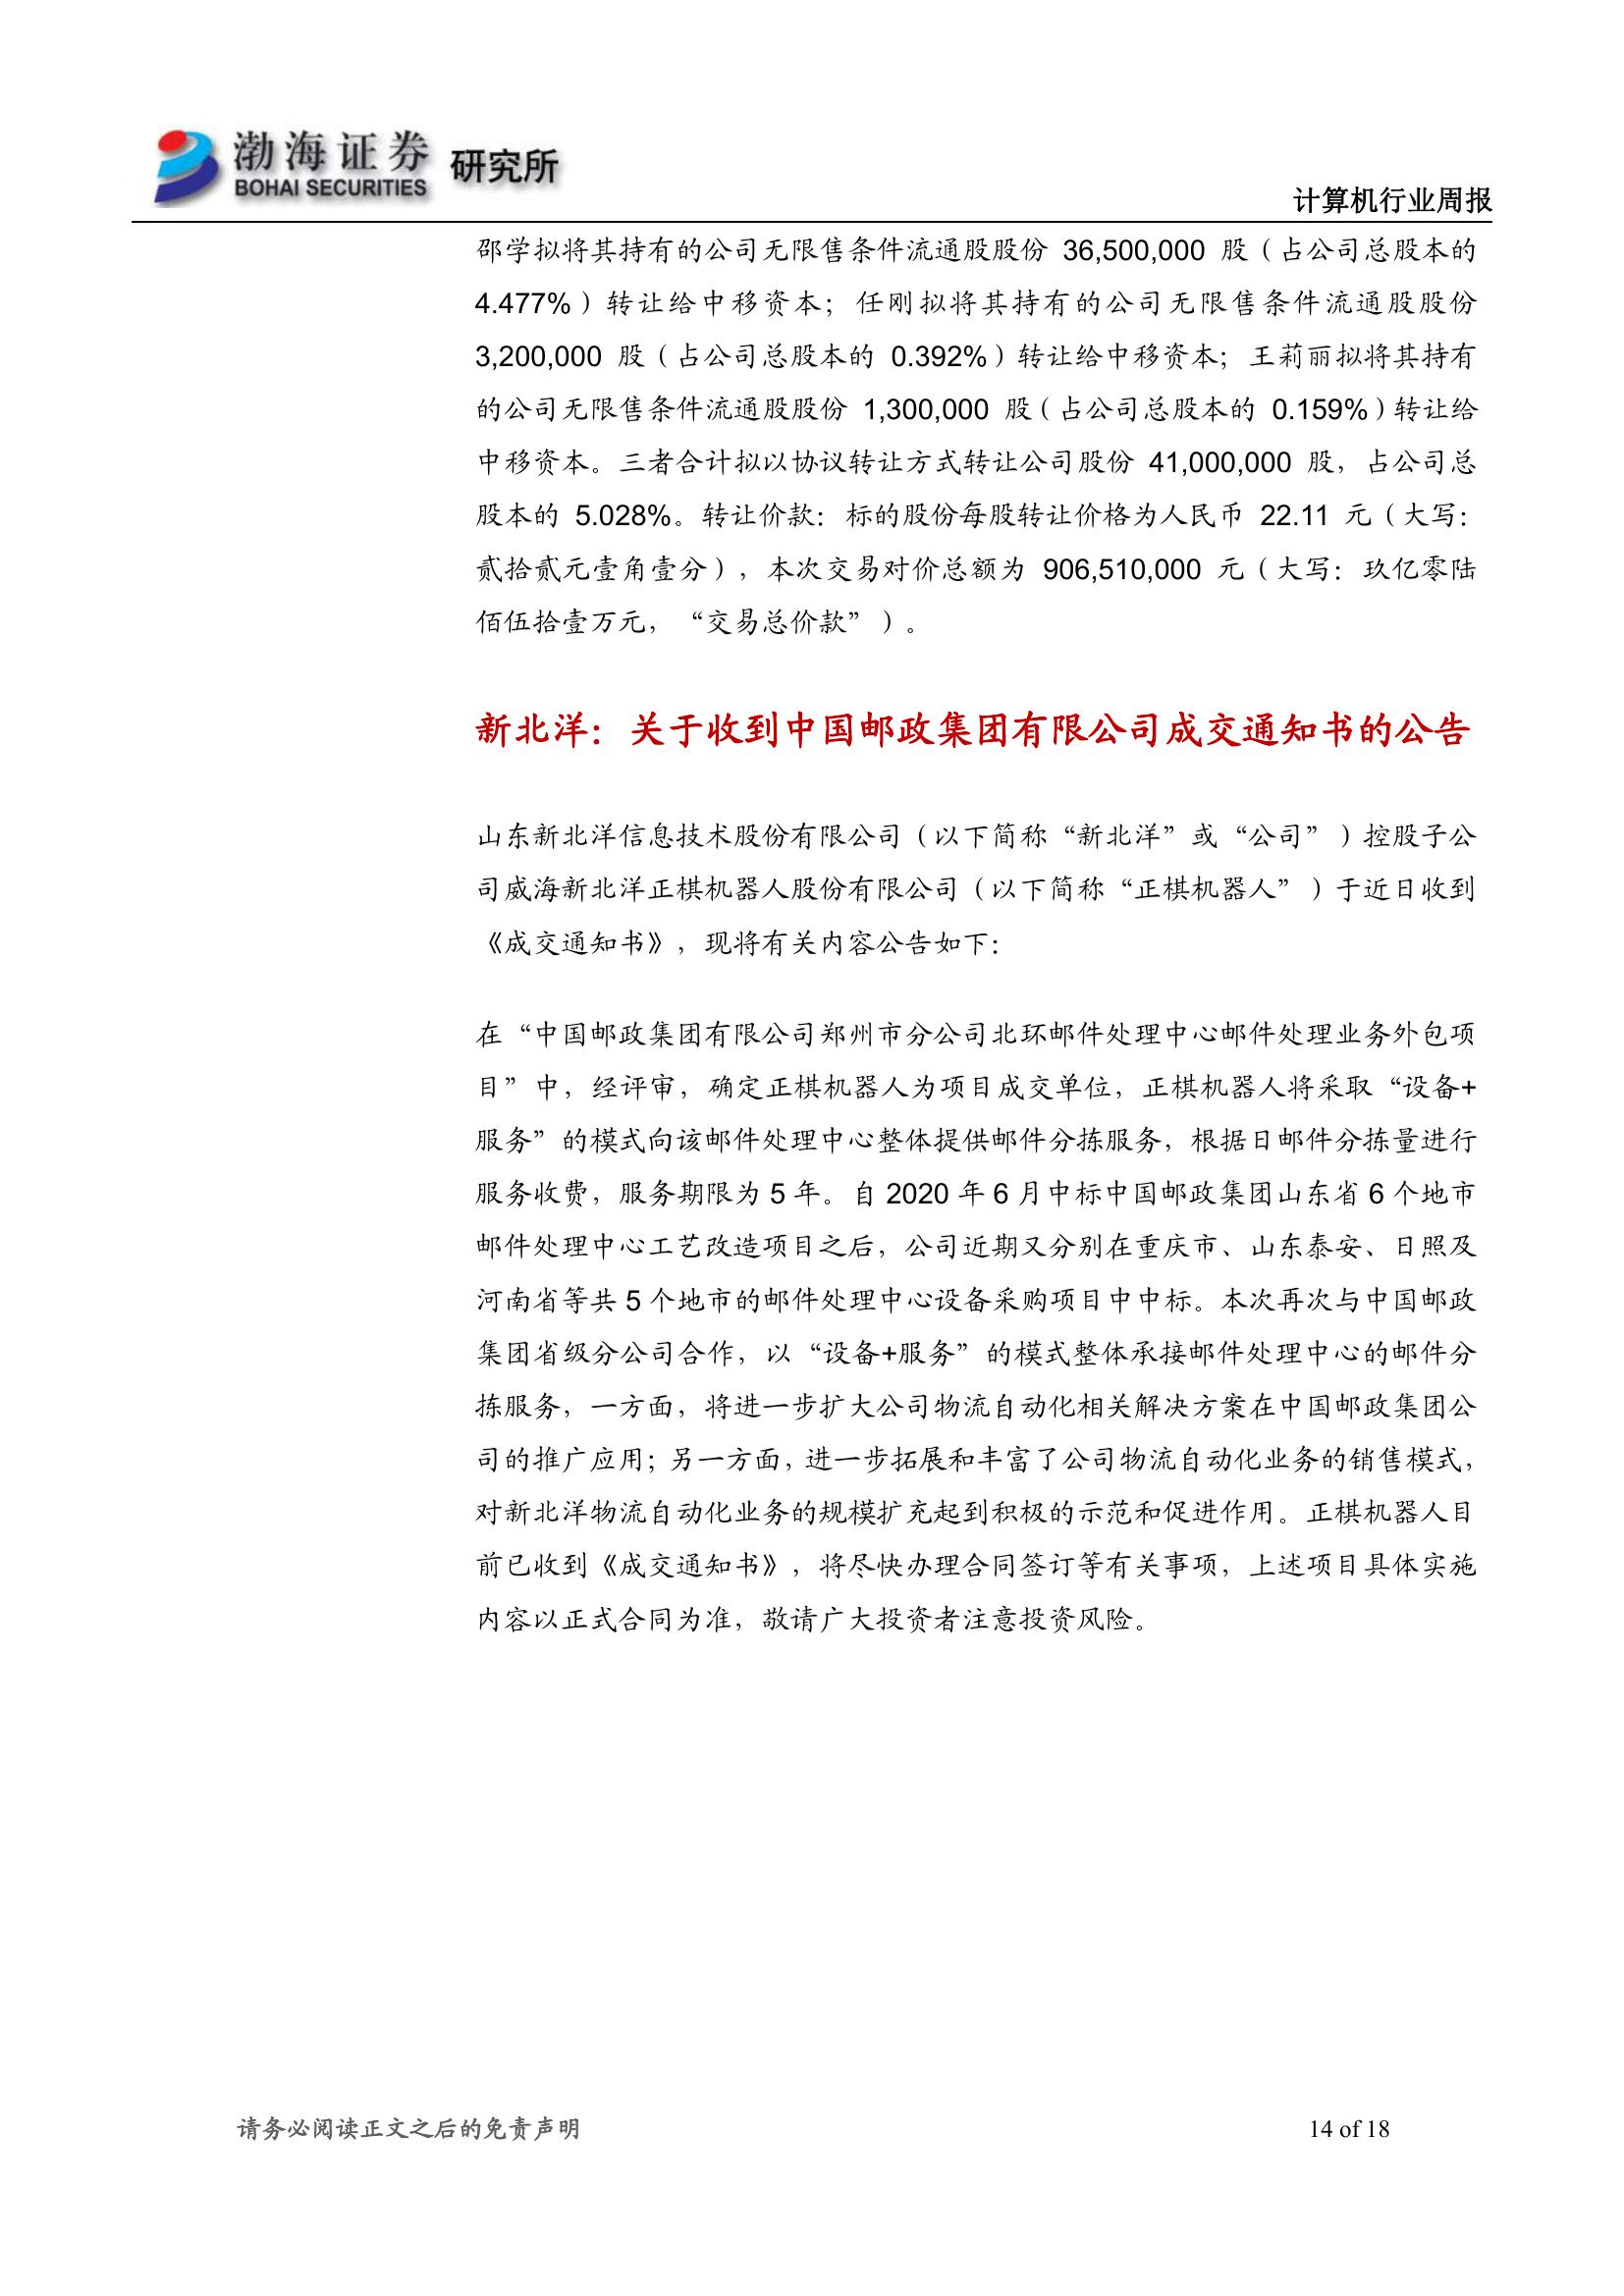 渤海证券 研究所
BOHAI SECURITIES
计算机行业周报
邵学拟将其持有的公司无限售条件流通股股份 36,500,000 股（占公司总股本的
4.477%）转让给中移资本；任刚拟将其持有的公司无限售条件流通股股份
3,200,000 股（占公司总股本的 0.392%）转让给中移资本；王莉丽拟将其持有
的公司无限售条件流通股股份 1,300,000 股（占公司总股本的 0.159%）转让给
中移资本。三者合计拟以协议转让方式转让公司股份 41,000,000 股，占公司总
股本的 5.028%。转让价款：标的股份每股转让价格为人民币 22.11 元（大写：
贰拾贰元壹角壹分），本次交易对价总额为 906,510,000 元（大写：玖亿零陆
佰伍拾壹万元，“交易总价款”）。
新北洋：关于收到中国邮政集团有限公司成交通知书的公告
山东新北洋信息技术股份有限公司（以下简称“新北洋”或“公司”）控股子公
司威海新北洋正棋机器人股份有限公司（以下简称“正棋机器人”）于近日收到
《成交通知书》，现将有关内容公告如下：
在“中国邮政集团有限公司郑州市分公司北环邮件处理中心邮件处理业务外包项
目”中，经评审，确定正棋机器人为项目成交单位，正棋机器人将采取“设备+
服务”的模式向该邮件处理中心整体提供邮件分拣服务，根据日邮件分拣量进行
服务收费，服务期限为 5 年。自 2020 年 6 月中标中国邮政集团山东省 6 个地市
邮件处理中心工艺改造项目之后，公司近期又分别在重庆市、山东泰安、日照及
河南省等共 5 个地市的邮件处理中心设备采购项目中中标。本次再次与中国邮政
集团省级分公司合作，以“设备+服务”的模式整体承接邮件处理中心的邮件分
拣服务，一方面，将进一步扩大公司物流自动化相关解决方案在中国邮政集团公
司的推广应用；另一方面，进一步拓展和丰富了公司物流自动化业务的销售模式，
对新北洋物流自动化业务的规模扩充起到积极的示范和促进作用。正棋机器人目
前已收到《成交通知书》，将尽快办理合同签订等有关事项，上述项目具体实施
内容以正式合同为准，敬请广大投资者注意投资风险。
请务必阅读正文之后的免责声明
14 of 18